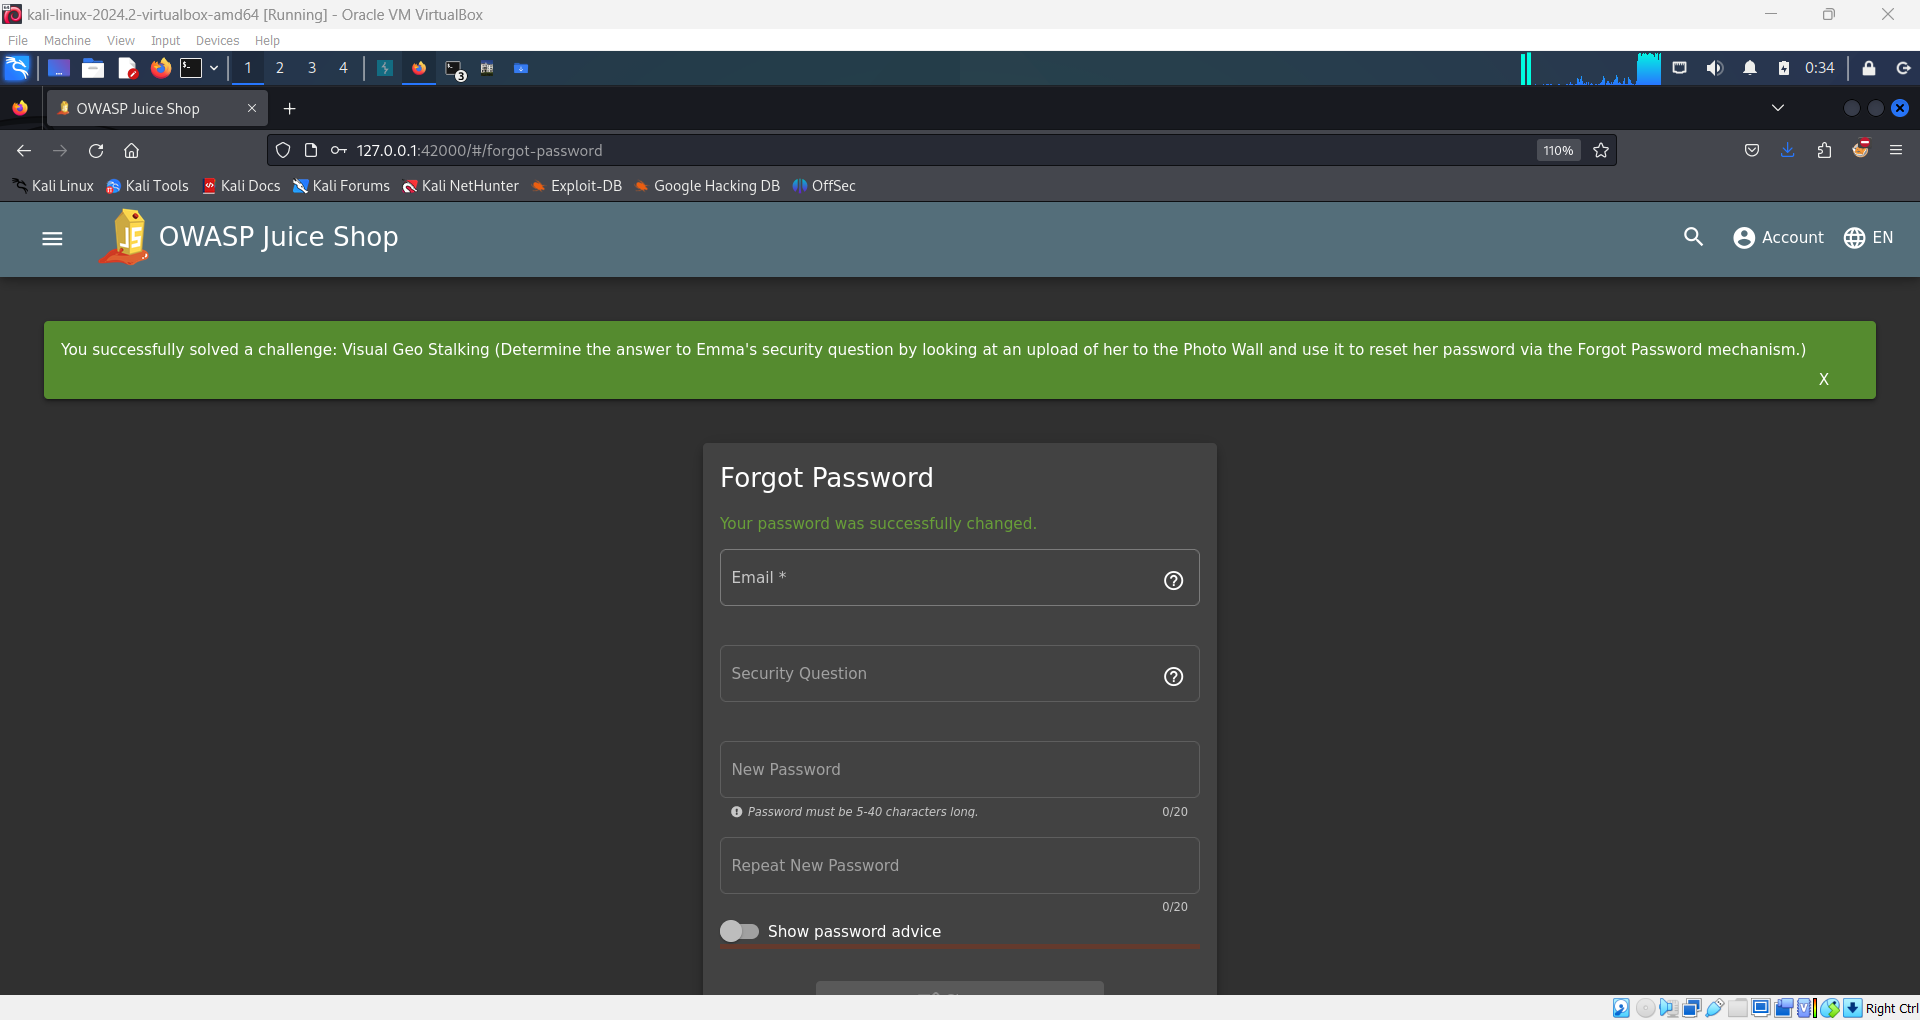 kali-linux-2024.2-virtualbox-amd64 [Running] - Oracle VM VirtualBox
File Machine View Input Devices Help
1 2 3 4 3 0:34
OWASP Juice Shop
127.0.0.1:42000/#/forgot-password 110%
Kali Linux Kali Tools Kali Docs Kali Forums Kali NetHunter Exploit-DB Google Hacking DB OffSec
OWASP Juice Shop Account EN
You successfully solved a challenge: Visual Geo Stalking (Determine the answer to Emma's security question by looking at an upload of her to the Photo Wall and use it to reset her password via the Forgot Password mechanism.)
X
Forgot Password
Your password was successfully changed.
Email *
Security Question
New Password
Password must be 5-40 characters long. 0/20
Repeat New Password
0/20
Show password advice
Right Ctrl